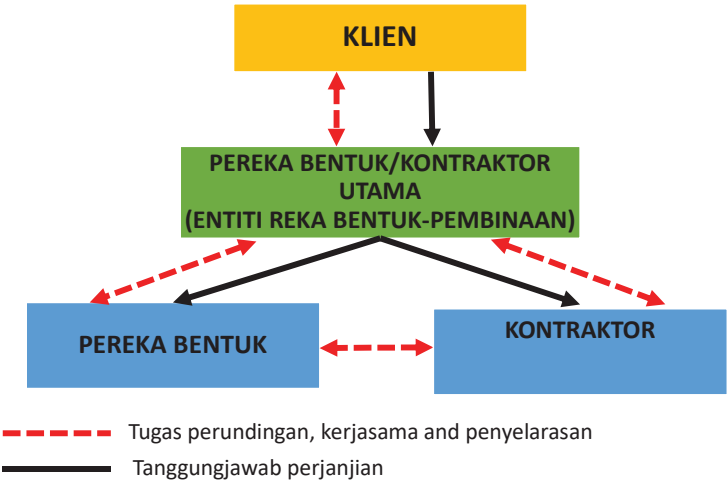 KLIEN
PEREKA BENTUK/KONTRAKTOR
UTAMA
(ENTITI REKA BENTUK-PEMBINAAN)
PEREKA BENTUK
KONTRAKTOR
Tugas perundingan, kerjasama and penyelarasan
Tanggungjawab perjanjian